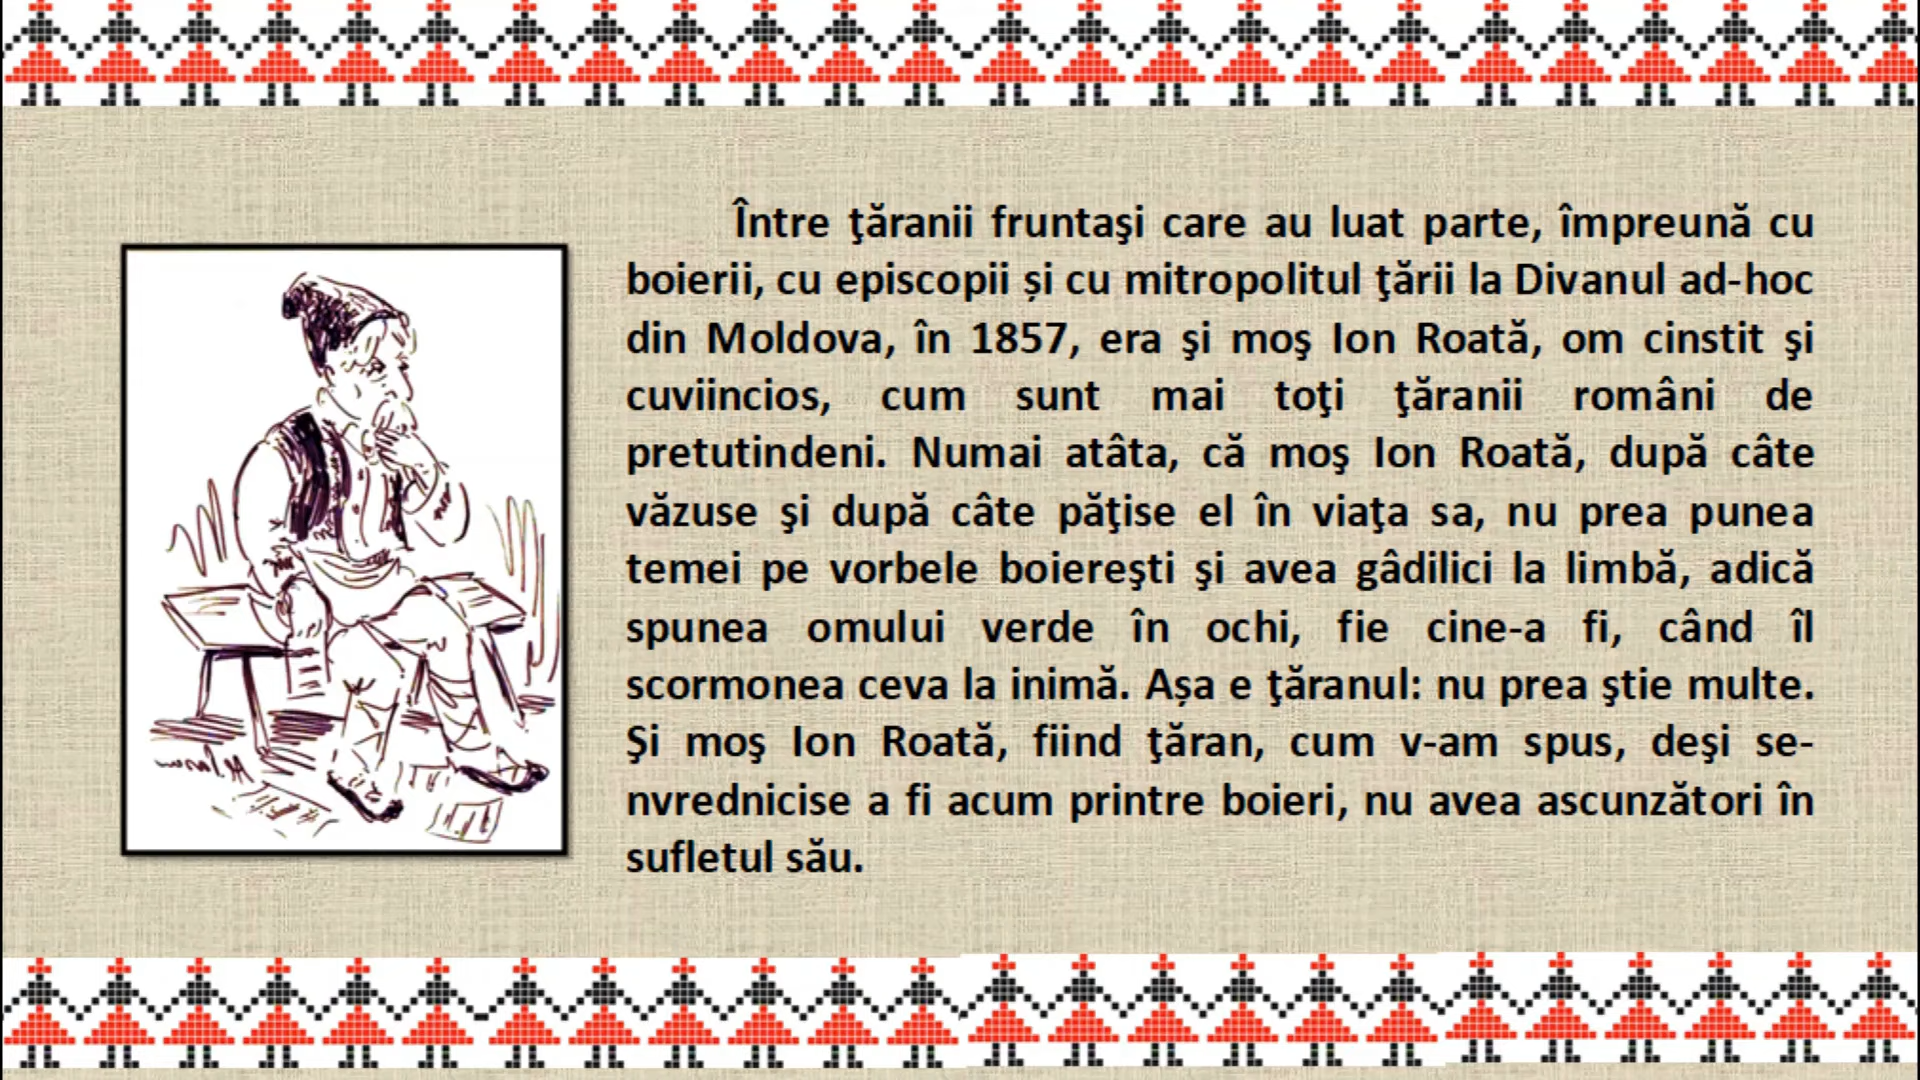 Între ţăranii fruntaşi care au luat parte, împreună cu
boierii, cu episcopii și cu mitropolitul ţării la Divanul ad-hoc
din Moldova, în 1857, era şi moş Ion Roată, om cinstit şi
cuviincios, cum sunt mai toţi ţăranii români de
pretutindeni. Numai atâta, că moş Ion Roată, după câte
văzuse şi după câte păţise el în viaţa sa, nu prea punea
temei pe vorbele boiereşti şi avea gâdilici la limbă, adică
spunea omului verde în ochi, fie cine-a fi, când îl
scormonea ceva la inimă. Așa e ţăranul: nu prea ştie multe.
Şi moş Ion Roată, fiind ţăran, cum v-am spus, deşi se-
nvrednicise a fi acum printre boieri, nu avea ascunzători în
sufletul său.